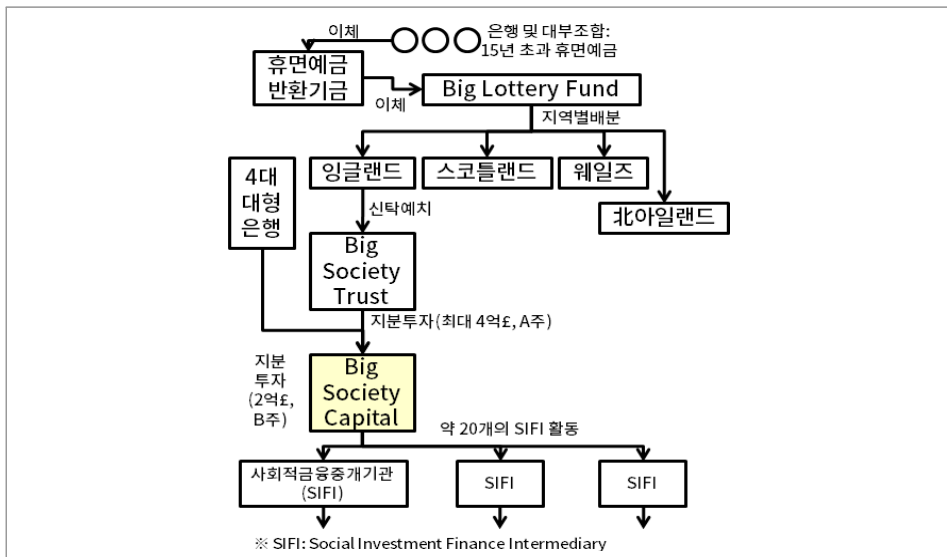 이체
은행 및 대부조합:
15년 초과 휴면예금
휴면예금
반환기금
이체
Big Lottery Fund
지역별배분
4대
대형
은행
잉글랜드
스코틀랜드
웨일즈
北아일랜드
신탁예치
Big
Society
Trust
지분투자(최대 4억£, A주)
지분
투자
(2억£,
B주)
Big
Society
Capital
약 20개의 SIFI 활동
사회적금융중개기관
(SIFI)
SIFI
SIFI
※ SIFI: Social Investment Finance Intermediary